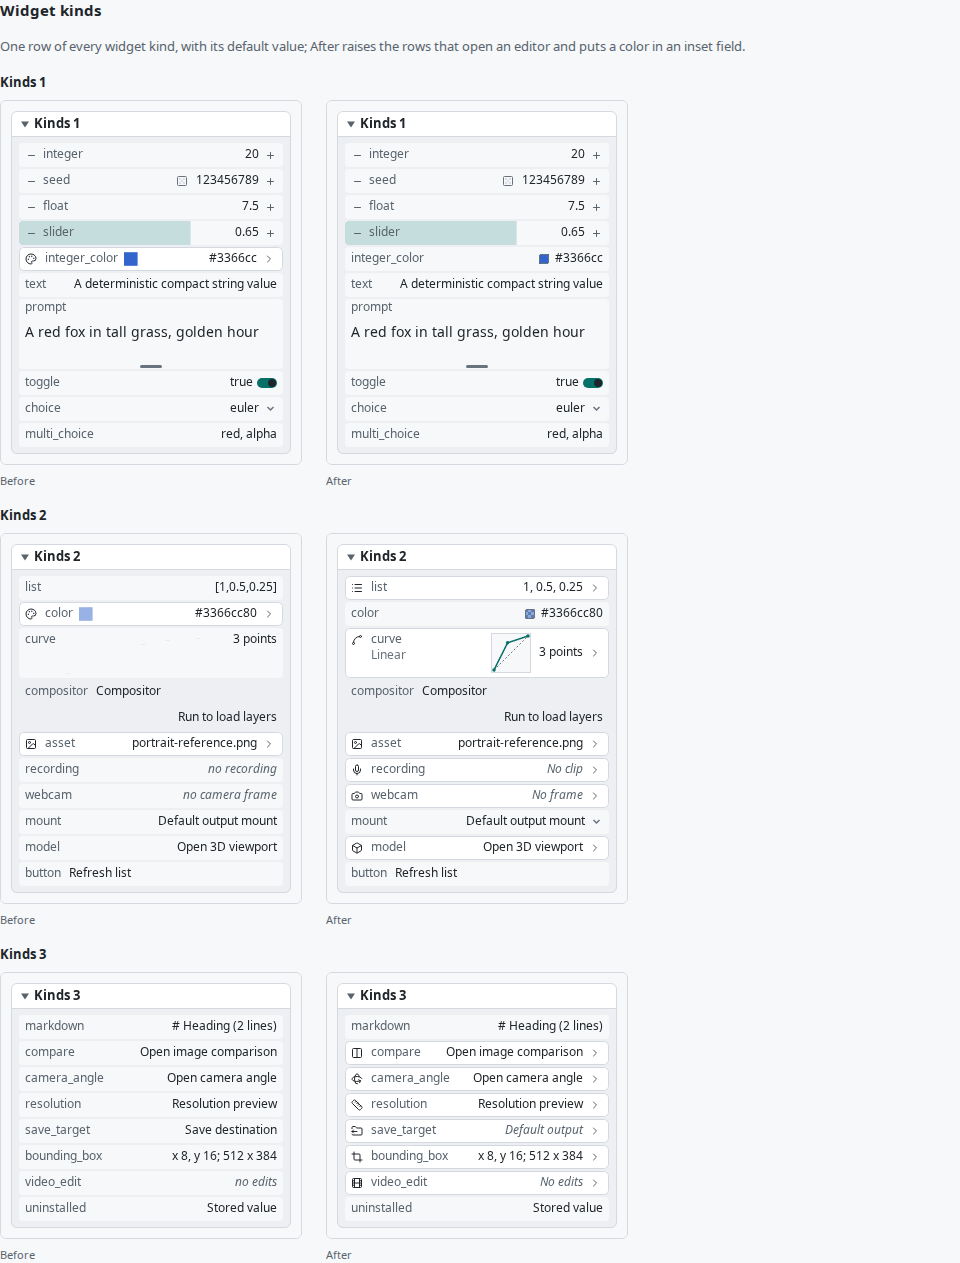 Widget kinds
One row of every widget kind, with its default value; After raises the rows that open an editor and puts a color in an inset field.
Kinds 1
Kinds 1
integer 20
seed 123456789
float 7.5
slider 0.65
integer_color #3366cc
text A deterministic compact string value
prompt
A red fox in tall grass, golden hour
toggle true
choice euler
multi_choice red, alpha
Before
Kinds 1
integer 20
seed 123456789
float 7.5
slider 0.65
integer_color #3366cc
text A deterministic compact string value
prompt
A red fox in tall grass, golden hour
toggle true
choice euler
multi_choice red, alpha
After
Kinds 2
Kinds 2
list [1,0.5,0.25]
color #3366cc80
curve 3 points
compositor Compositor
Run to load layers
asset portrait-reference.png
recording no recording
webcam no camera frame
mount Default output mount
model Open 3D viewport
button Refresh list
Before
Kinds 2
list 1, 0.5, 0.25
color #3366cc80
curve
Linear
3 points
compositor Compositor
Run to load layers
asset portrait-reference.png
recording No clip
webcam No frame
mount Default output mount
model Open 3D viewport
button Refresh list
After
Kinds 3
Kinds 3
markdown # Heading (2 lines)
compare Open image comparison
camera_angle Open camera angle
resolution Resolution preview
save_target Save destination
bounding_box x 8, y 16; 512 x 384
video_edit no edits
uninstalled Stored value
Before
Kinds 3
markdown # Heading (2 lines)
compare Open image comparison
camera_angle Open camera angle
resolution Resolution preview
save_target Default output
bounding_box x 8, y 16; 512 x 384
video_edit No edits
uninstalled Stored value
After